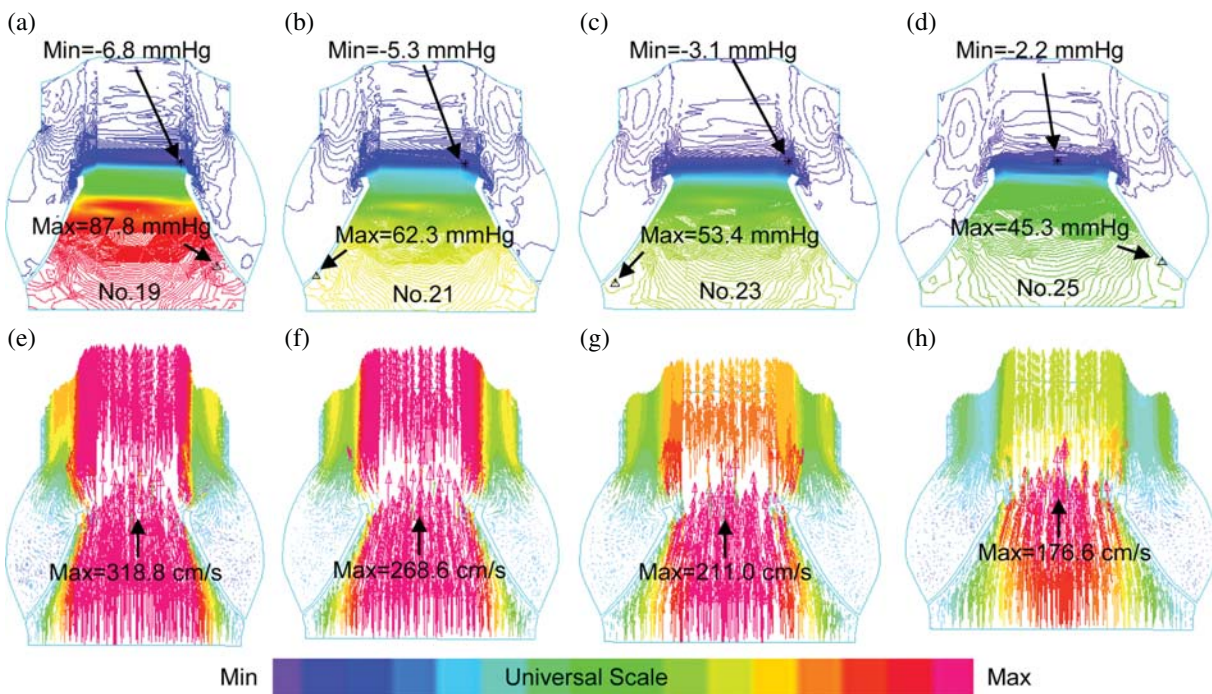 (a) (b) (c) (d)
Min=-6.8 mmHg Min=-5.3 mmHg Min=-3.1 mmHg Min=-2.2 mmHg
Max=87.8 mmHg Max=62.3 mmHg Max=53.4 mmHg Max=45.3 mmHg
No.19 No.21 No.23 No.25
(e) (f) (g) (h)
Max=318.8 cm/s Max=268.6 cm/s Max=211.0 cm/s Max=176.6 cm/s
Min Universal Scale Max